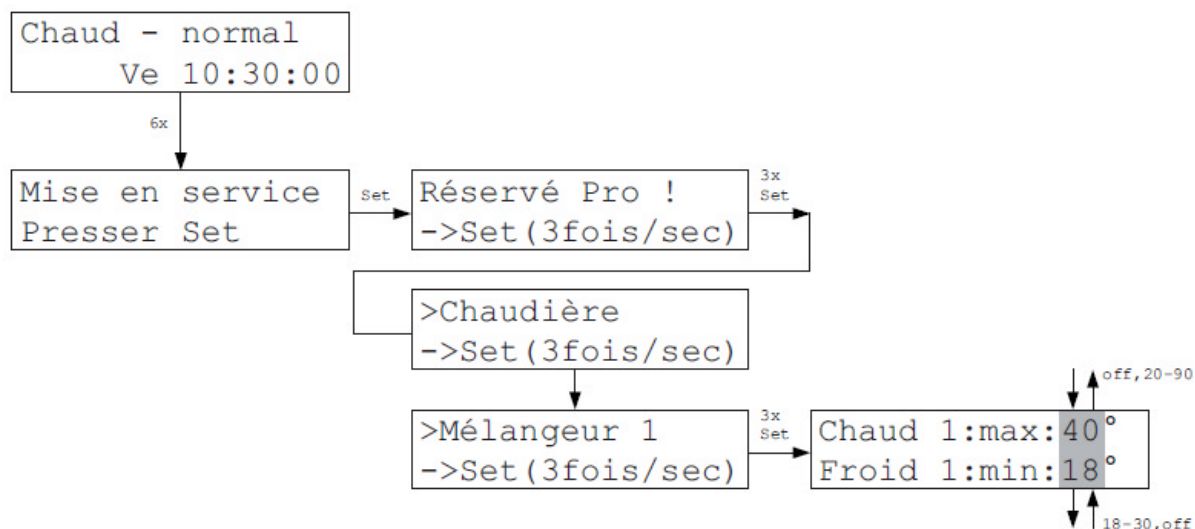 Chaud - normal
Ve 10:30:00
6x
Mise en service
Presser Set
Set
Réservé Pro !
->Set(3fois/sec)
3x
Set
>Chaudière
->Set(3fois/sec)
>Mélangeur 1
->Set(3fois/sec)
3x
Set
off,20-90
Chaud 1:max:40°
Froid 1:min:18°
18-30,off